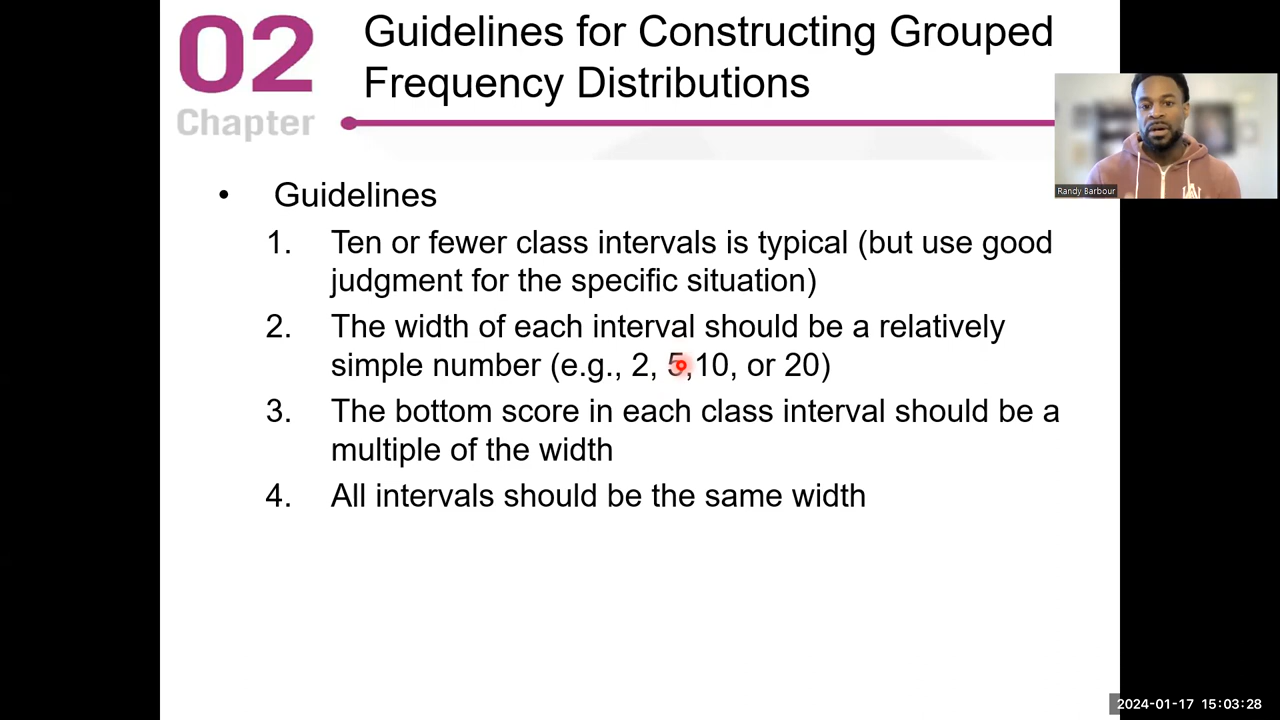 02
Chapter
Guidelines for Constructing Grouped
Frequency Distributions
Randy Barbour
• Guidelines
1. Ten or fewer class intervals is typical (but use good
judgment for the specific situation)
2. The width of each interval should be a relatively
simple number (e.g., 2, 5,10, or 20)
3. The bottom score in each class interval should be a
multiple of the width
4. All intervals should be the same width
2024-01-17 15:03:28